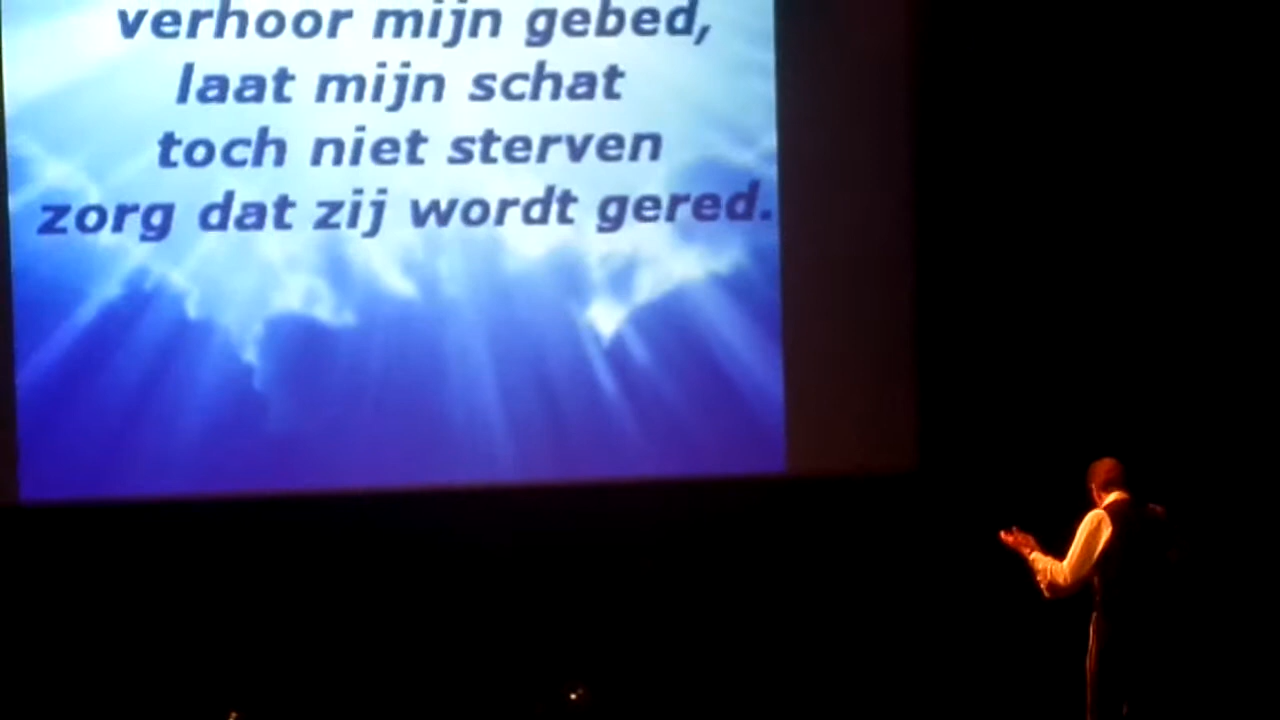 verhoor mijn gebed,
laat mijn schat
toch niet sterven
zorg dat zij wordt gered.